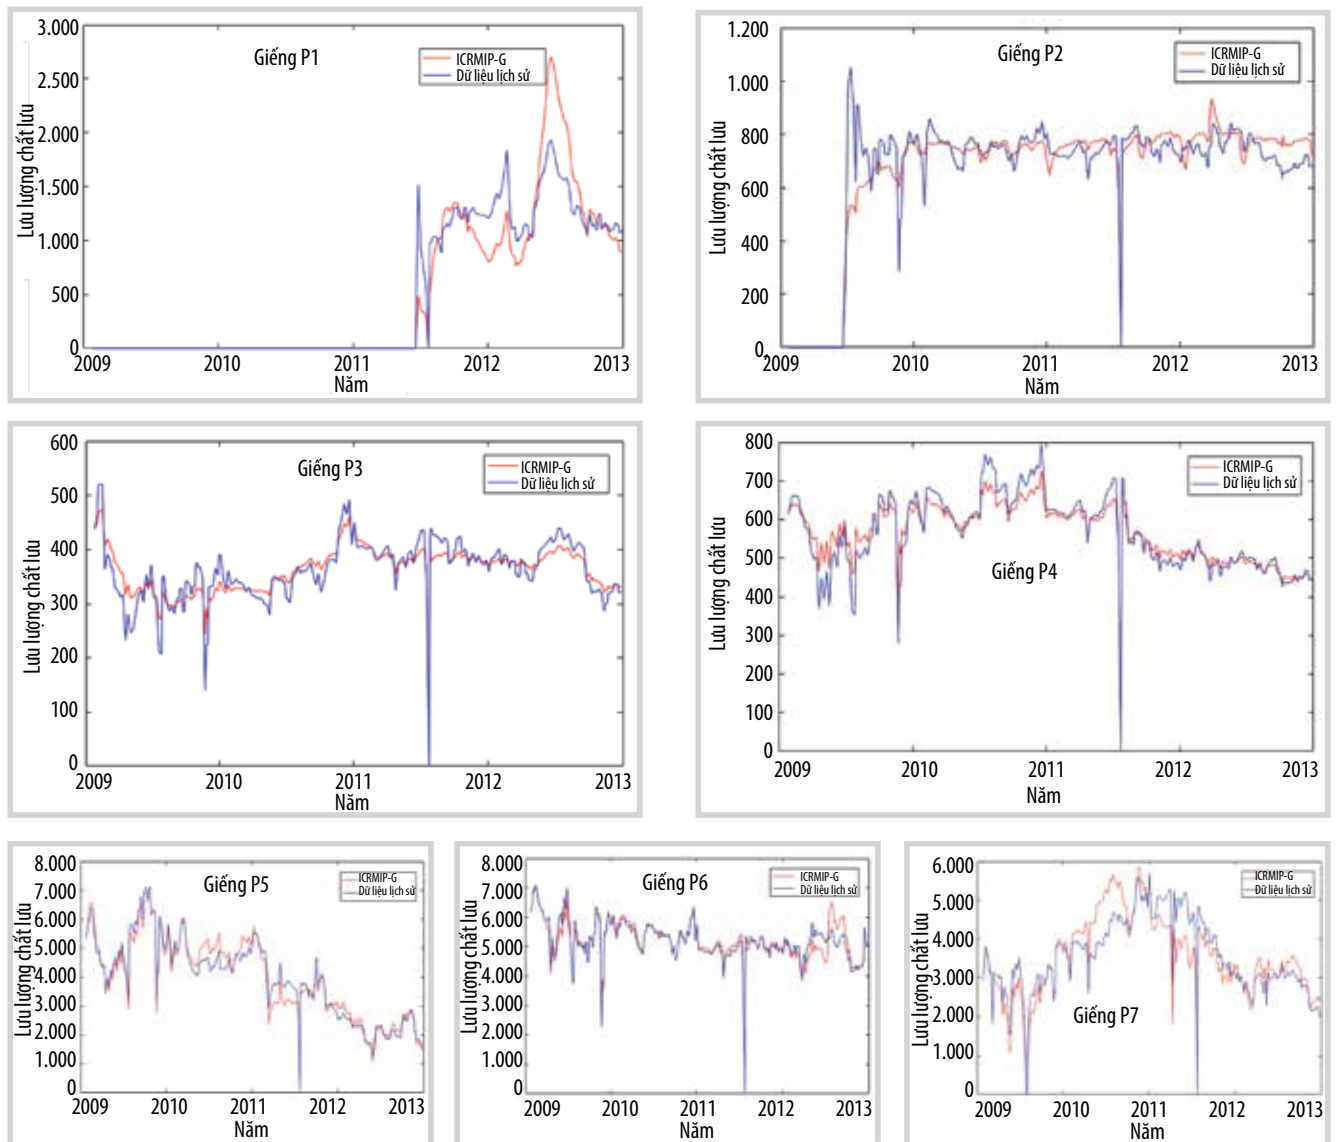 Giếng P1
ICRMIP-G
Dữ liệu lịch sử
Lưu lượng chất lưu
3.000
2.500
2.000
1.500
1.000
500
0
2009 2010 2011 2012 2013
Năm
Giếng P2
ICRMIP-G
Dữ liệu lịch sử
Lưu lượng chất lưu
1.200
1.000
800
600
400
200
0
2009 2010 2011 2012 2013
Năm
Giếng P3
ICRMIP-G
Dữ liệu lịch sử
Lưu lượng chất lưu
600
500
400
300
200
100
0
2009 2010 2011 2012 2013
Năm
Giếng P4
ICRMIP-G
Dữ liệu lịch sử
Lưu lượng chất lưu
800
700
600
500
400
300
200
100
0
2009 2010 2011 2012 2013
Năm
Giếng P5
ICRMIP-G
Dữ liệu lịch sử
Lưu lượng chất lưu
8.000
7.000
6.000
5.000
4.000
3.000
2.000
1.000
0
2009 2010 2011 2012 2013
Năm
Giếng P6
ICRMIP-G
Dữ liệu lịch sử
Lưu lượng chất lưu
8.000
7.000
6.000
5.000
4.000
3.000
2.000
1.000
0
2009 2010 2011 2012 2013
Năm
Giếng P7
ICRMIP-G
Dữ liệu lịch sử
Lưu lượng chất lưu
6.000
5.000
4.000
3.000
2.000
1.000
0
2009 2010 2011 2012 2013
Năm